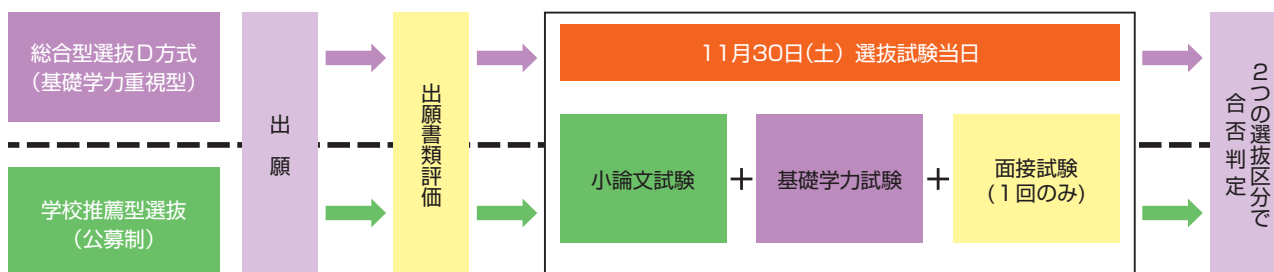 総合型選抜D方式
(基礎学力重視型)
学校推薦型選抜
(公募制)
出願
出願書類評価
11月30日(土) 選抜試験当日
小論文試験
+
基礎学力試験
+
面接試験
(1回のみ)
2つの選抜区分で
合否判定